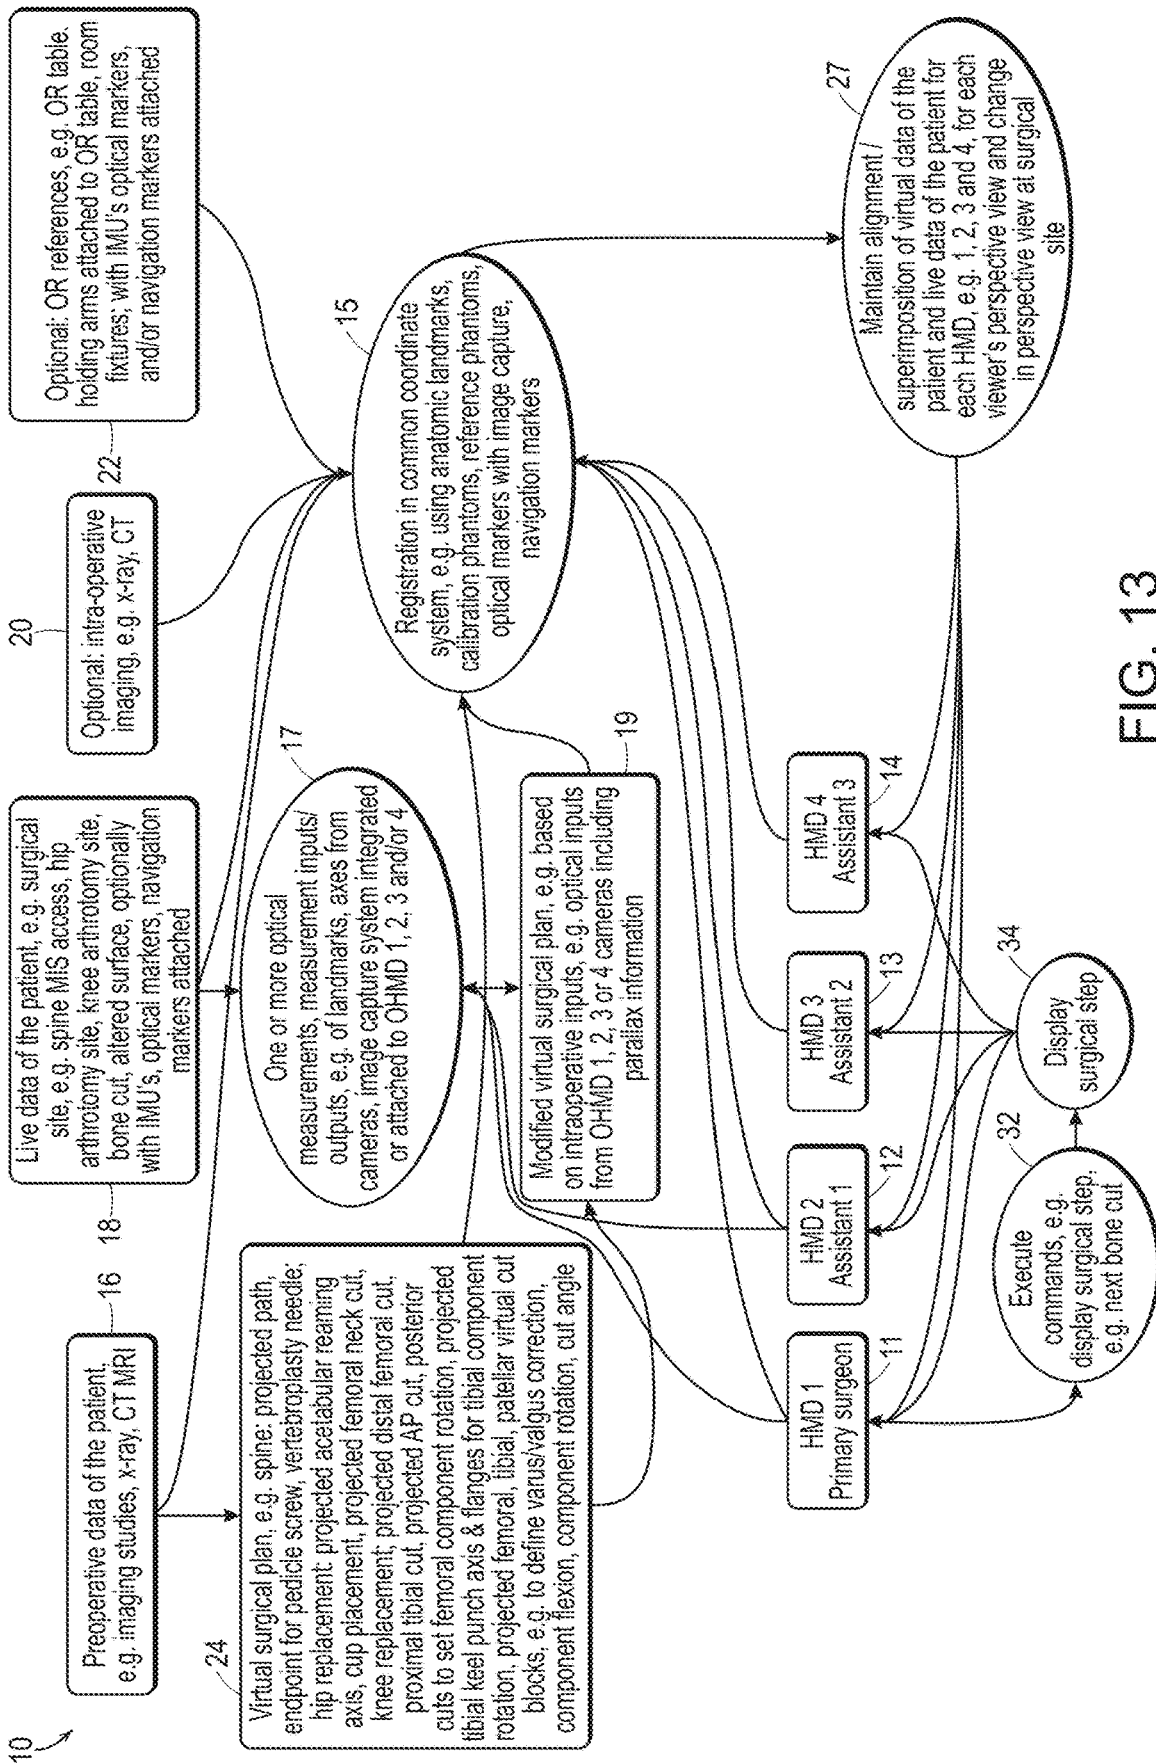 10
Preoperative data of the patient,
e.g. imaging studies, x-ray, CT MRI
16
Live data of the patient, e.g. surgical
site, e.g. spine MIS access, hip
arthrotomy site, knee arthrotomy site,
bone cut, altered surface, optionally
with IMU's, optical markers, navigation
markers attached
18
Optional: intra-operative
imaging, e.g. x-ray, CT
20
Optional: OR references, e.g. OR table.
holding arms attached to OR table, room
fixtures; with IMU's optical markers,
and/or navigation markers attached
22
24
Virtual surgical plan, e.g. spine: projected path,
endpoint for pedicle screw, vertebroplasty needle;
hip replacement: projected acetabular reaming
axis, cup placement, projected femoral neck cut,
knee replacement; projected distal femoral cut,
proximal tibial cut, projected AP cut, posterior
cuts to set femoral component rotation, projected
tibial keel punch axis & flanges for tibial component
rotation, projected femoral, tibial, patellar virtual cut
blocks, e.g. to define varus/valgus correction,
component flexion, component rotation, cut angle
17
One or more optical
measurements, measurement inputs/
outputs, e.g. of landmarks, axes from
cameras, image capture system integrated
or attached to OHMD 1, 2, 3 and/or 4
15
Registration in common coordinate
system, e.g. using anatomic landmarks,
calibration phantoms, reference phantoms,
optical markers with image capture,
navigation markers
19
Modified virtual surgical plan, e.g. based
on intraoperative inputs, e.g. optical inputs
from OHMD 1, 2, 3 or 4 cameras including
parallax information
HMD 1
Primary surgeon
11
HMD 2
Assistant 1
12
HMD 3
Assistant 2
13
HMD 4
Assistant 3
14
27
Maintain alignment /
superimposition of virtual data of the
patient and live data of the patient for
each HMD, e.g. 1, 2, 3 and 4, for each
viewer's perspective view and change
in perspective view at surgical
site
32
Execute
commands, e.g.
display surgical step,
e.g. next bone cut
34
Display
surgical step
FIG. 13